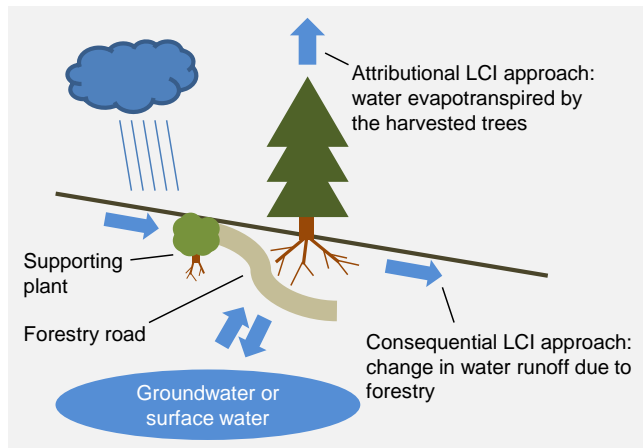 Attributional LCI approach:
water evapotranspired by
the harvested trees
Supporting
plant
Forestry road
Consequential LCI approach:
change in water runoff due to
forestry
Groundwater or
surface water